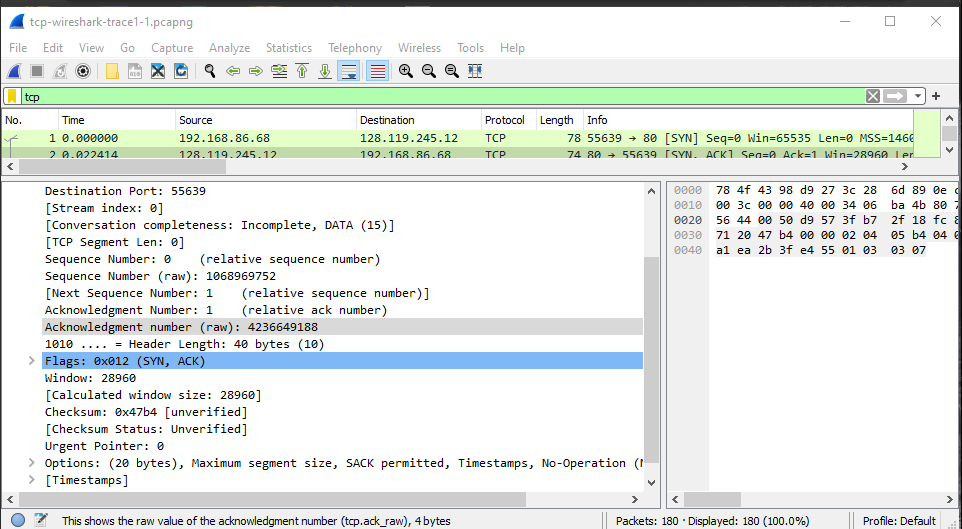 tcp-wireshark-trace1-1.pcapng
File Edit View Go Capture Analyze Statistics Telephony Wireless Tools Help
tcp
No. Time Source Destination Protocol Length Info
1 0.000000 192.168.86.68 128.119.245.12 TCP 78 55639 → 80 [SYN] Seq=0 Win=65535 Len=0 MSS=1460
2 0.022414 128.119.245.12 192.168.86.68 TCP 74 80 → 55639 [SYN, ACK] Seq=0 Ack=1 Win=28960 Len
Destination Port: 55639
[Stream index: 0]
[Conversation completeness: Incomplete, DATA (15)]
[TCP Segment Len: 0]
Sequence Number: 0 (relative sequence number)
Sequence Number (raw): 1068969752
[Next Sequence Number: 1 (relative sequence number)]
Acknowledgment Number: 1 (relative ack number)
Acknowledgment number (raw): 4236649188
1010 .... = Header Length: 40 bytes (10)
Flags: 0x012 (SYN, ACK)
Window: 28960
[Calculated window size: 28960]
Checksum: 0x47b4 [unverified]
[Checksum Status: Unverified]
Urgent Pointer: 0
Options: (20 bytes), Maximum segment size, SACK permitted, Timestamps, No-Operation (
[Timestamps]
0000 78 4f 43 98 d9 27 3c 28 6d 89 0e
0010 00 3c 00 00 40 00 34 06 ba 4b 80
0020 56 44 00 50 d9 57 3f b7 2f 18 fc
0030 71 20 47 b4 00 00 02 04 05 b4 04
0040 a1 ea 2b 3f e4 55 01 03 03 07
This shows the raw value of the acknowledgment number (tcp.ack_raw), 4 bytes
Packets: 180 · Displayed: 180 (100.0%)
Profile: Default